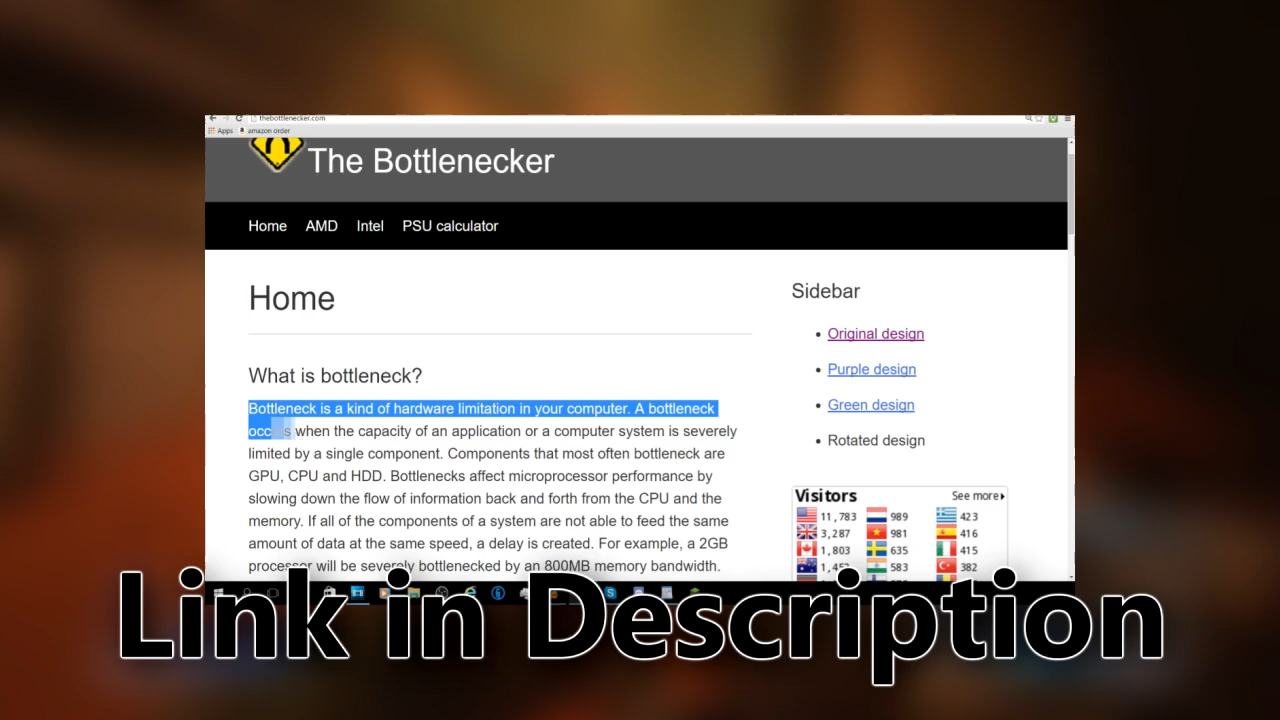 thebottlenecker.com
Apps amazon order
The Bottlenecker
Home AMD Intel PSU calculator
Home
What is bottleneck?
Bottleneck is a kind of hardware limitation in your computer. A bottleneck
when the capacity of an application or a computer system is severely
limited by a single component. Components that most often bottleneck are
GPU, CPU and HDD. Bottlenecks affect microprocessor performance by
slowing down the flow of information back and forth from the CPU and the
memory. If all of the components of a system are not able to feed the same
amount of data at the same speed, a delay is created. For example, a 2GB
processor will be severely bottlenecked by an 800MB memory bandwidth.
Sidebar
Original design
Purple design
Green design
Rotated design
Visitors See more
11,783 989 423
3,287 981 416
1,803 635 415
583 382
Link in Description